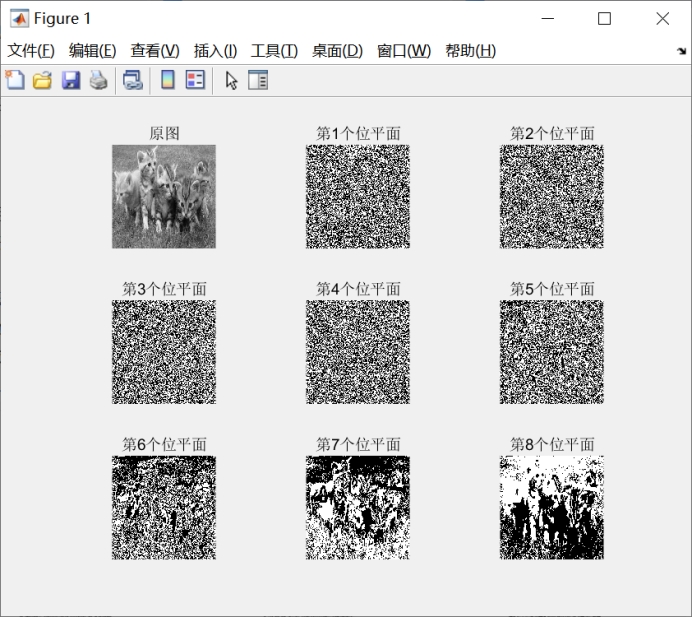 Figure 1
文件(F) 编辑(E) 查看(V) 插入(I) 工具(T) 桌面(D) 窗口(W) 帮助(H)
原图 第1个位平面 第2个位平面
第3个位平面 第4个位平面 第5个位平面
第6个位平面 第7个位平面 第8个位平面